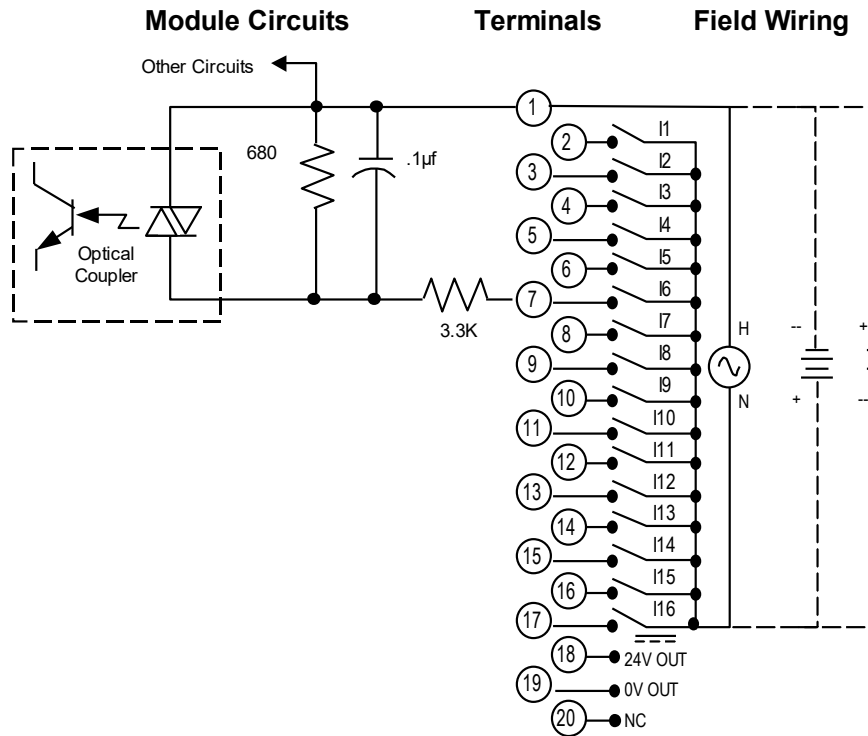 Module Circuits Terminals Field Wiring
Other Circuits
1
I1
2
680
.1µf
I2
3
I3
4
I4
5
Optical
Coupler
I5
6
I6
7
3.3K
I7
8
H
-- +
I8
9
N
+ --
I9
10
I10
11
I11
12
I12
13
I13
14
I14
15
I15
16
I16
17
18 24V OUT
19 0V OUT
20 NC